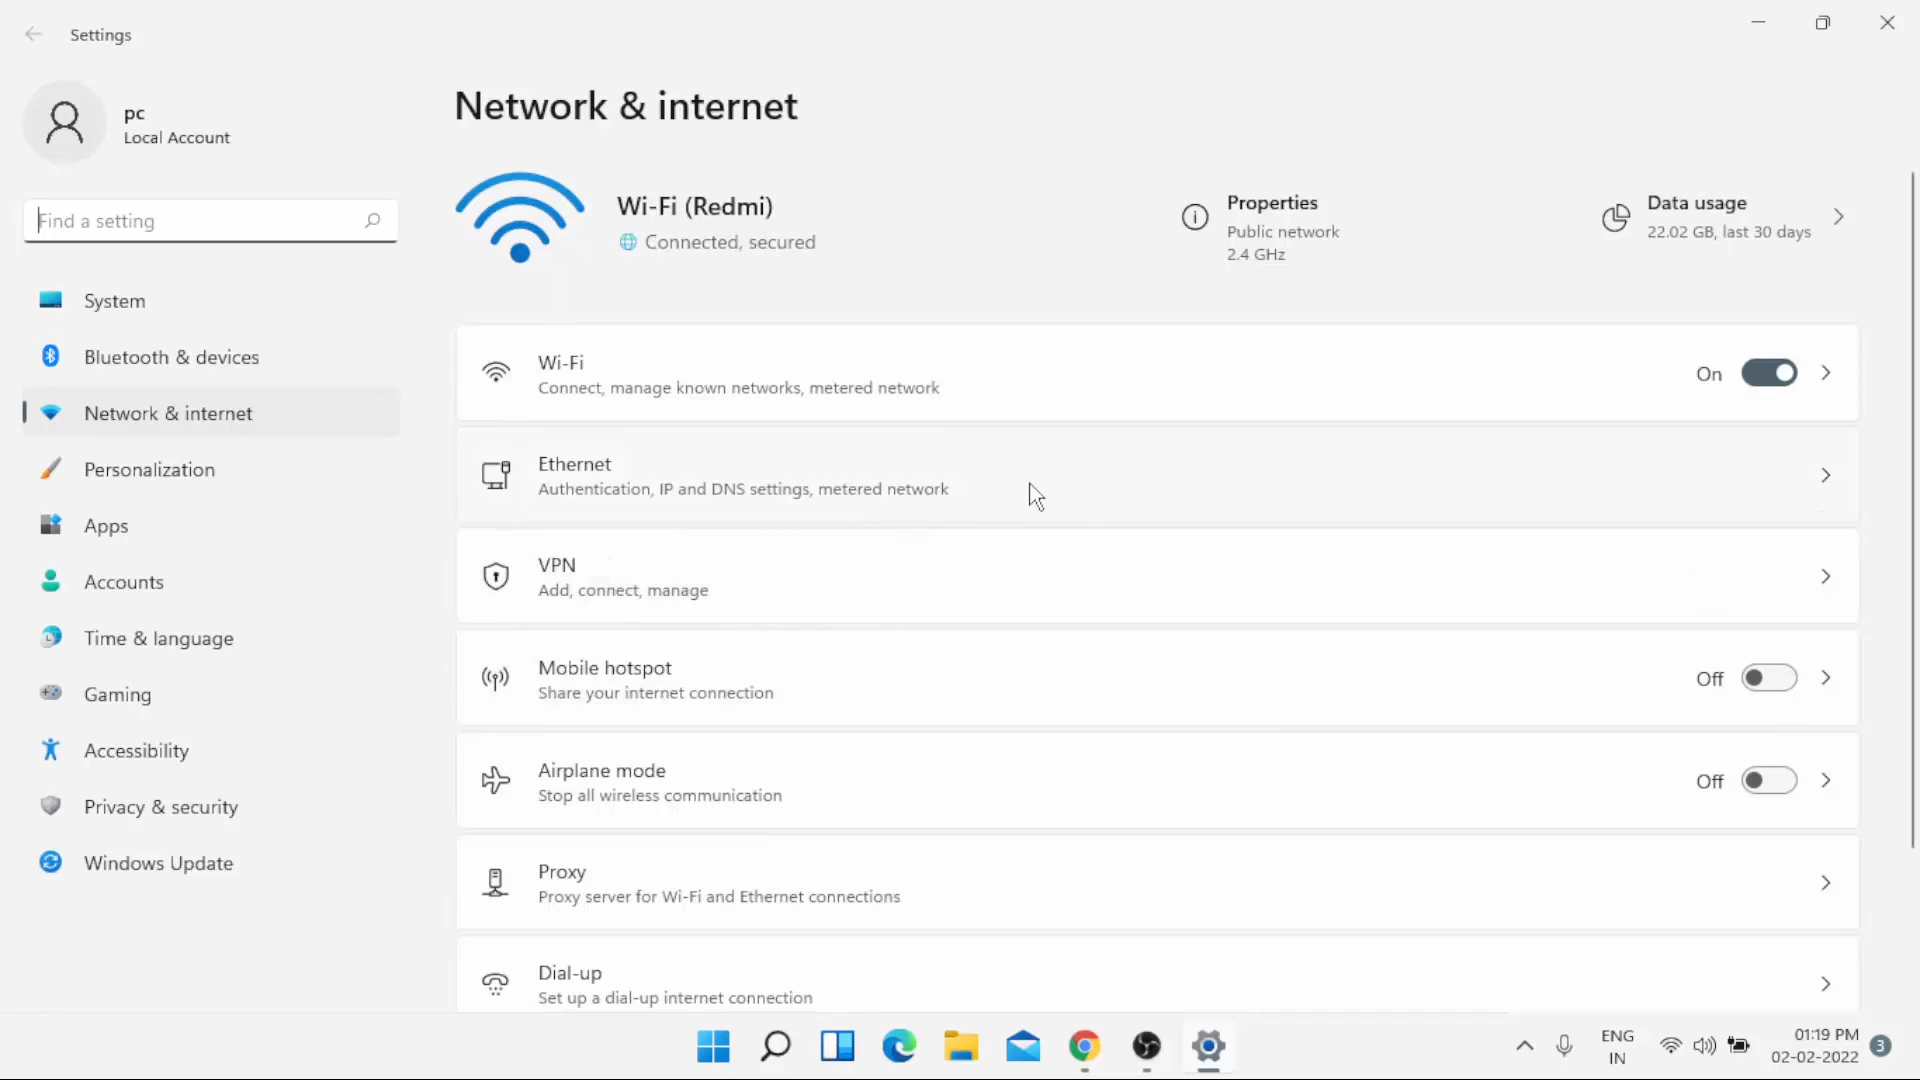 Settings
pc
Local Account
Find a setting
System
Bluetooth & devices
Network & internet
Personalization
Apps
Accounts
Time & language
Gaming
Accessibility
Privacy & security
Windows Update
Network & internet
Wi-Fi (Redmi)
Connected, secured
Properties
Public network
2.4 GHz
Data usage
22.02 GB, last 30 days
Wi-Fi
Connect, manage known networks, metered network
On
Ethernet
Authentication, IP and DNS settings, metered network
VPN
Add, connect, manage
Mobile hotspot
Share your internet connection
Off
Airplane mode
Stop all wireless communication
Off
Proxy
Proxy server for Wi-Fi and Ethernet connections
Dial-up
Set up a dial-up internet connection
ENG
IN
01:19 PM
02-02-2022
3